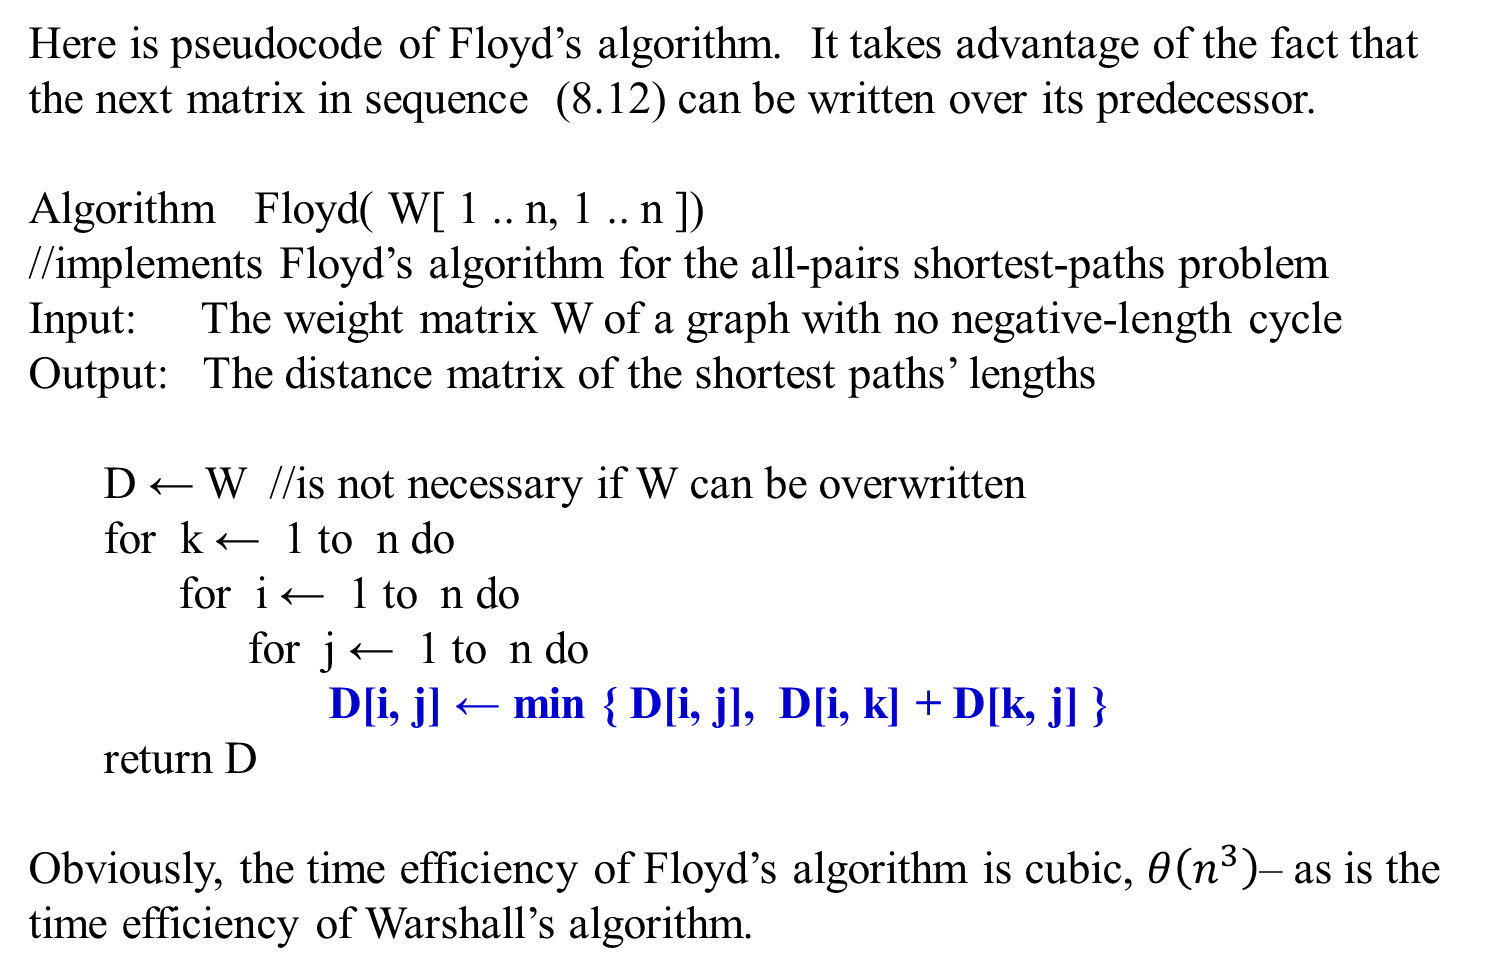 Here is pseudocode of Floyd’s algorithm. It takes advantage of the fact that
the next matrix in sequence (8.12) can be written over its predecessor.
Algorithm Floyd( W[ 1 .. n, 1 .. n ])
//implements Floyd’s algorithm for the all-pairs shortest-paths problem
Input: The weight matrix W of a graph with no negative-length cycle
Output: The distance matrix of the shortest paths’ lengths
D ← W //is not necessary if W can be overwritten
for k ← 1 to n do
for i ← 1 to n do
for j ← 1 to n do
D[i, j] ← min { D[i, j], D[i, k] + D[k, j] }
return D
Obviously, the time efficiency of Floyd’s algorithm is cubic, θ(n³)– as is the
time efficiency of Warshall’s algorithm.